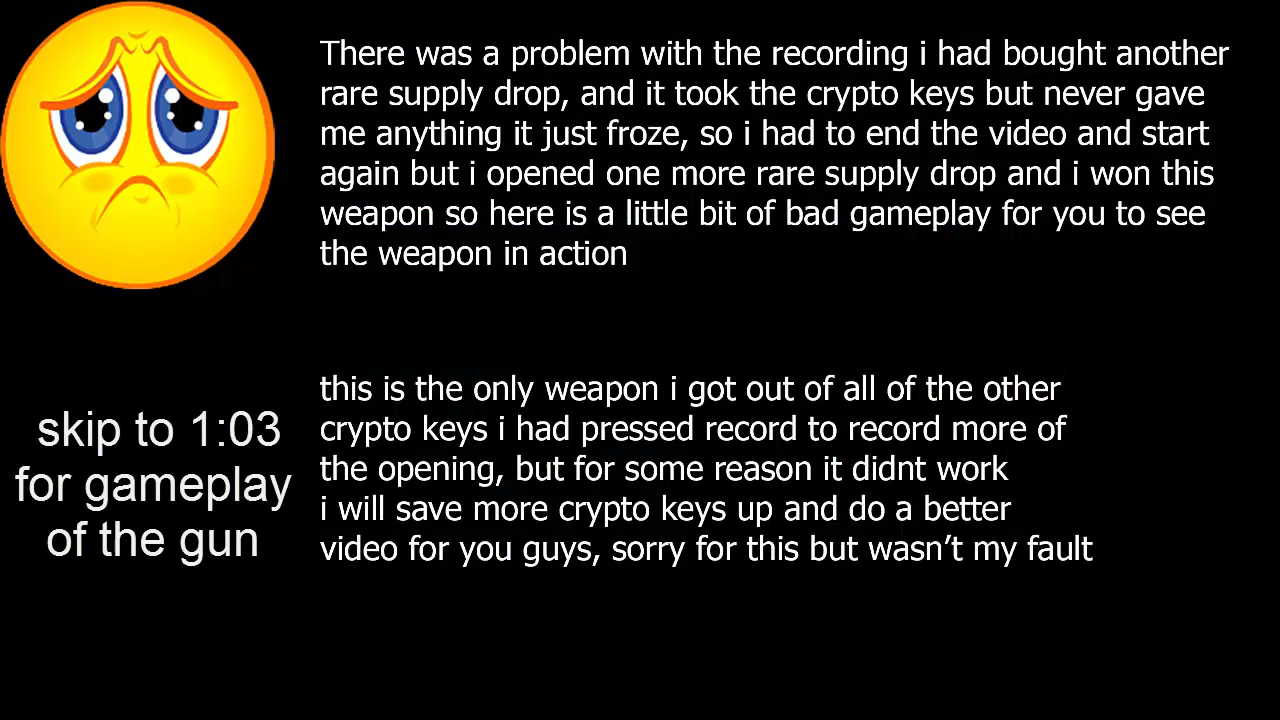 There was a problem with the recording i had bought another
rare supply drop, and it took the crypto keys but never gave
me anything it just froze, so i had to end the video and start
again but i opened one more rare supply drop and i won this
weapon so here is a little bit of bad gameplay for you to see
the weapon in action
skip to 1:03
for gameplay
of the gun
this is the only weapon i got out of all of the other
crypto keys i had pressed record to record more of
the opening, but for some reason it didnt work
i will save more crypto keys up and do a better
video for you guys, sorry for this but wasn’t my fault